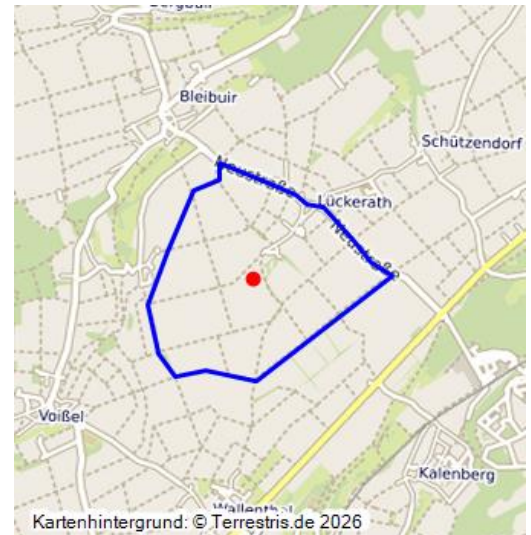 Bleibuir
Schützendorf
Neustraße
Lückerath
Neustraße
Voißel
Kalenberg
Wallenthal
Kartenhintergrund: © Terrestris.de 2026